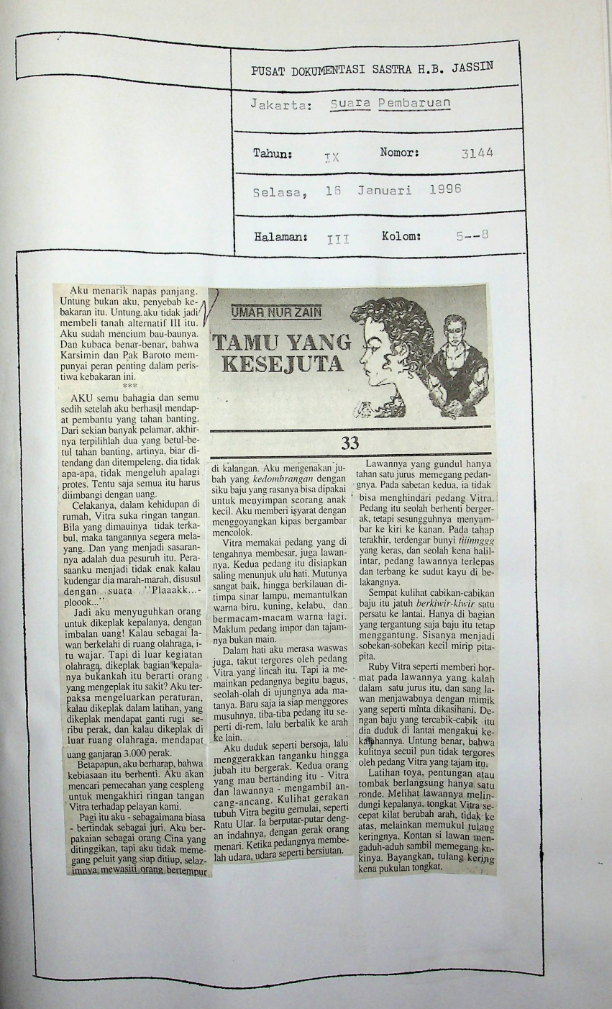 PUSAT DOKUMENTASI SASTRA H.B. JASSIN
Jakarta: Suara Pembaruan
Tahun: IX Nomor: 3144
Selasa, 16 Januari 1996
Halaman: III Kolom: 5--8
UMAR NUR ZAIN
TAMU YANG
KESEJUTA
33
Aku menarik napas panjang.
Untung bukan aku, penyebab ke-
bakaran itu. Untung aku tidak jadi
membeli tanah alternatif III itu.
Aku sudah mencium bau-baunya.
Dan kubaca benar-benar, bahwa
Karsimin dan Pak Baroto mem-
punyai peran penting dalam peris-
tiwa kebakaran ini.
***
AKU semu bahagia dan semu
sedih setelah aku berhasil mendap-
at pembantu yang tahan banting.
Dari sekian banyak pelamar, akhir-
nya terpilihlah dua yang betul-be-
tul tahan banting, artinya, biar di-
tendang dan ditempeleng, dia tidak
apa-apa, tidak mengeluh apalagi
protes. Tentu saja semua itu harus
diimbangi dengan uang.
Celakanya, dalam kehidupan di
rumah, Vitra suka ringan tangan.
Bila yang dimauinya tidak terka-
bul, maka tangannya segera mela-
yang. Dan yang menjadi sasaran-
nya adalah dua pesuruh itu. Pera-
saanku menjadi tidak enak kalau
kudengar dia marah-marah, disusul
dengan suara "Plaaakk...-
ploook..."
Jadi aku menyuguhkan orang
untuk dikeplak kepalanya, dengan
imbalan uang! Kalau sebagai la-
wan berkelahi di ruang olahraga, i-
tu wajar. Tapi di luar kegiatan
olahraga, dikeplak bagian kepala-
nya bukankah itu berarti orang
yang mengeplak itu sakit? Aku ter-
paksa mengeluarkan peraturan,
kalau dikeplak dalam latihan, yang
dikeplak mendapat ganti rugi se-
ribu perak, dan kalau dikeplak di
luar ruang olahraga, mendapat
uang ganjaran 3.000 perak.
Betapapun, aku berharap, bahwa
kebiasaan itu berhenti. Aku akan
mencari pemecahan yang cespleng
untuk mengakhiri ringan tangan
Vitra terhadap pelayan kami.
Pagi itu aku - sebagaimana biasa
- bertindak sebagai juri. Aku ber-
pakaian sebagai orang Cina yang
ditinggikan, tapi aku tidak meme-
gang peluit yang siap ditiup, selaz-
imnya mewasiti orang bertempur
di kalangan. Aku mengenakan ju-
bah yang kedombrangan dengan
siku baju yang rasanya bisa dipakai
untuk menyimpan seorang anak
kecil. Aku memberi isyarat dengan
menggoyangkan kipas bergambar
mencolok.
Vitra memakai pedang yang di
tengahnya membesar, juga lawan-
nya. Kedua pedang itu disiapkan
saling menunjuk ulu hati. Mutunya
sangat baik, hingga berkilauan di-
timpa sinar lampu, memantulkan
warna biru, kuning, kelabu, dan
bermacam-macam warna lagi.
Maklum pedang impor dan tajam-
nya bukan main.
Dalam hati aku merasa waswas
juga, takut tergores oleh pedang
Vitra yang lincah itu. Tapi ia me-
mainkan pedangnya begitu bagus,
seolah-olah di ujungnya ada ma-
tanya. Baru saja ia siap menggores
musuhnya, tiba-tiba pedang itu se-
perti di-rem, lalu berbalik ke arah
ke lain.
Aku duduk seperti bersoja, lalu
menggerakkan tanganku hingga
jubah itu bergerak. Kedua orang
yang mau bertanding itu - Vitra
dan lawannya - mengambil an-
cang-ancang. Kulihat gerakan
tubuh Vitra begitu gemulai, seperti
Ratu Ular. Ia berputar-putar deng-
an indahnya, dengan gerak orang
menari. Ketika pedangnya membe-
lah udara, udara seperti bersiutan.
Lawannya yang gundul hanya
tahan satu jurus memegang pedan-
gnya. Pada sabetan kedua, ia tidak
bisa menghindari pedang Vitra.
Pedang itu seolah berhenti berger-
ak, tetapi sesungguhnya menyam-
bar ke kiri ke kanan. Pada tahap
terakhir, terdengar bunyi
yang keras, dan seolah kena halil-
intar, pedang lawannya terlepas
dan terbang ke sudut kayu di be-
lakangnya.
Sempat kulihat cabikan-cabikan
baju itu jatuh berkiwir-kiwir satu
persatu ke lantai. Hanya di bagian
yang tergantung saja baju itu tetap
menggantung. Sisanya menjadi
sobekan-sobekan kecil mirip pita-
pita.
Ruby Vitra seperti memberi hor-
mat pada lawannya yang kalah
dalam satu jurus itu, dan sang la-
wan menjawabnya dengan mimik
yang seperti minta dikasihani. De-
ngan baju yang tercabik-cabik itu
dia duduk di lantai mengakui ke-
kalahannya. Untung benar, bahwa
kulitnya secuil pun tidak tergores
oleh pedang Vitra yang tajam itu.
Latihan toya, pentungan atau
tombak berlangsung hanya satu
ronde. Melihat lawannya melin-
dungi kepalanya, tongkat Vitra se-
cepat kilat berubah arah, tidak ke
atas, melainkan memukul tulang
keringnya. Kontan si lawan men-
gaduh-aduh sambil memegang ka-
kinya. Bayangkan, tulang kering
kena pukulan tongkat.